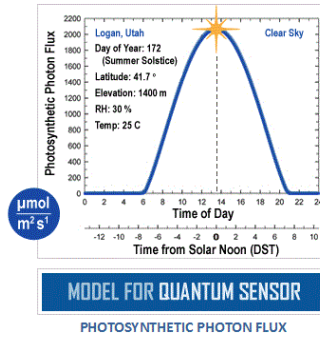 Photosynthetic Photon Flux
2200
2000
1800
1600
1400
1200
1000
800
600
400
200
0
Logan, Utah
Day of Year: 172
(Summer Solstice)
Latitude: 41.7 °
Elevation: 1400 m
RH: 30 %
Temp: 25 C
Clear Sky
0 2 4 6 8 10 12 14 16 18 20 22 24
Time of Day
-12 -10 -8 -6 -4 -2 0 2 4 6 8 10
Time from Solar Noon (DST)
µmol
m² s¹
MODEL FOR QUANTUM SENSOR
PHOTOSYNTHETIC PHOTON FLUX